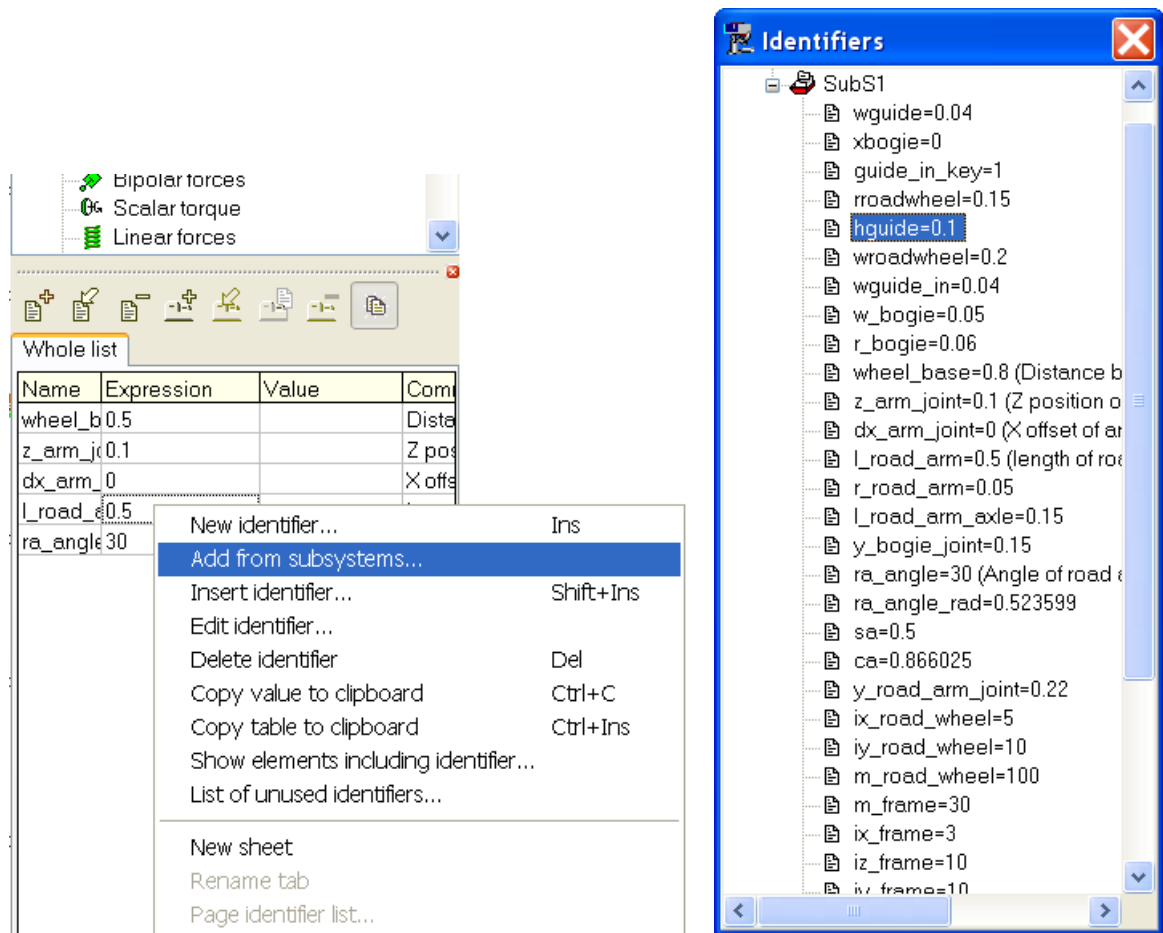 Bipolar forces
Scalar torque
Linear forces
Whole list
Name Expression Value Com
wheel_b 0.5 Dista
z_arm_j 0.1 Z pos
dx_arm_ 0 X offs
l_road_a 0.5
ra_angle 30
New identifier... Ins
Add from subsystems...
Insert identifier... Shift+Ins
Edit identifier...
Delete identifier Del
Copy value to clipboard Ctrl+C
Copy table to clipboard Ctrl+Ins
Show elements including identifier...
List of unused identifiers...
New sheet
Rename tab
Page identifier list...
Identifiers
SubS1
wguide=0.04
xbogie=0
guide_in_key=1
rroadwheel=0.15
hguide=0.1
wroadwheel=0.2
wguide_in=0.04
w_bogie=0.05
r_bogie=0.06
wheel_base=0.8 (Distance b
z_arm_joint=0.1 (Z position o
dx_arm_joint=0 (X offset of ar
l_road_arm=0.5 (length of roa
r_road_arm=0.05
l_road_arm_axle=0.15
y_bogie_joint=0.15
ra_angle=30 (Angle of road a
ra_angle_rad=0.523599
sa=0.5
ca=0.866025
y_road_arm_joint=0.22
ix_road_wheel=5
iy_road_wheel=10
m_road_wheel=100
m_frame=30
ix_frame=3
iz_frame=10
iy_frame=10